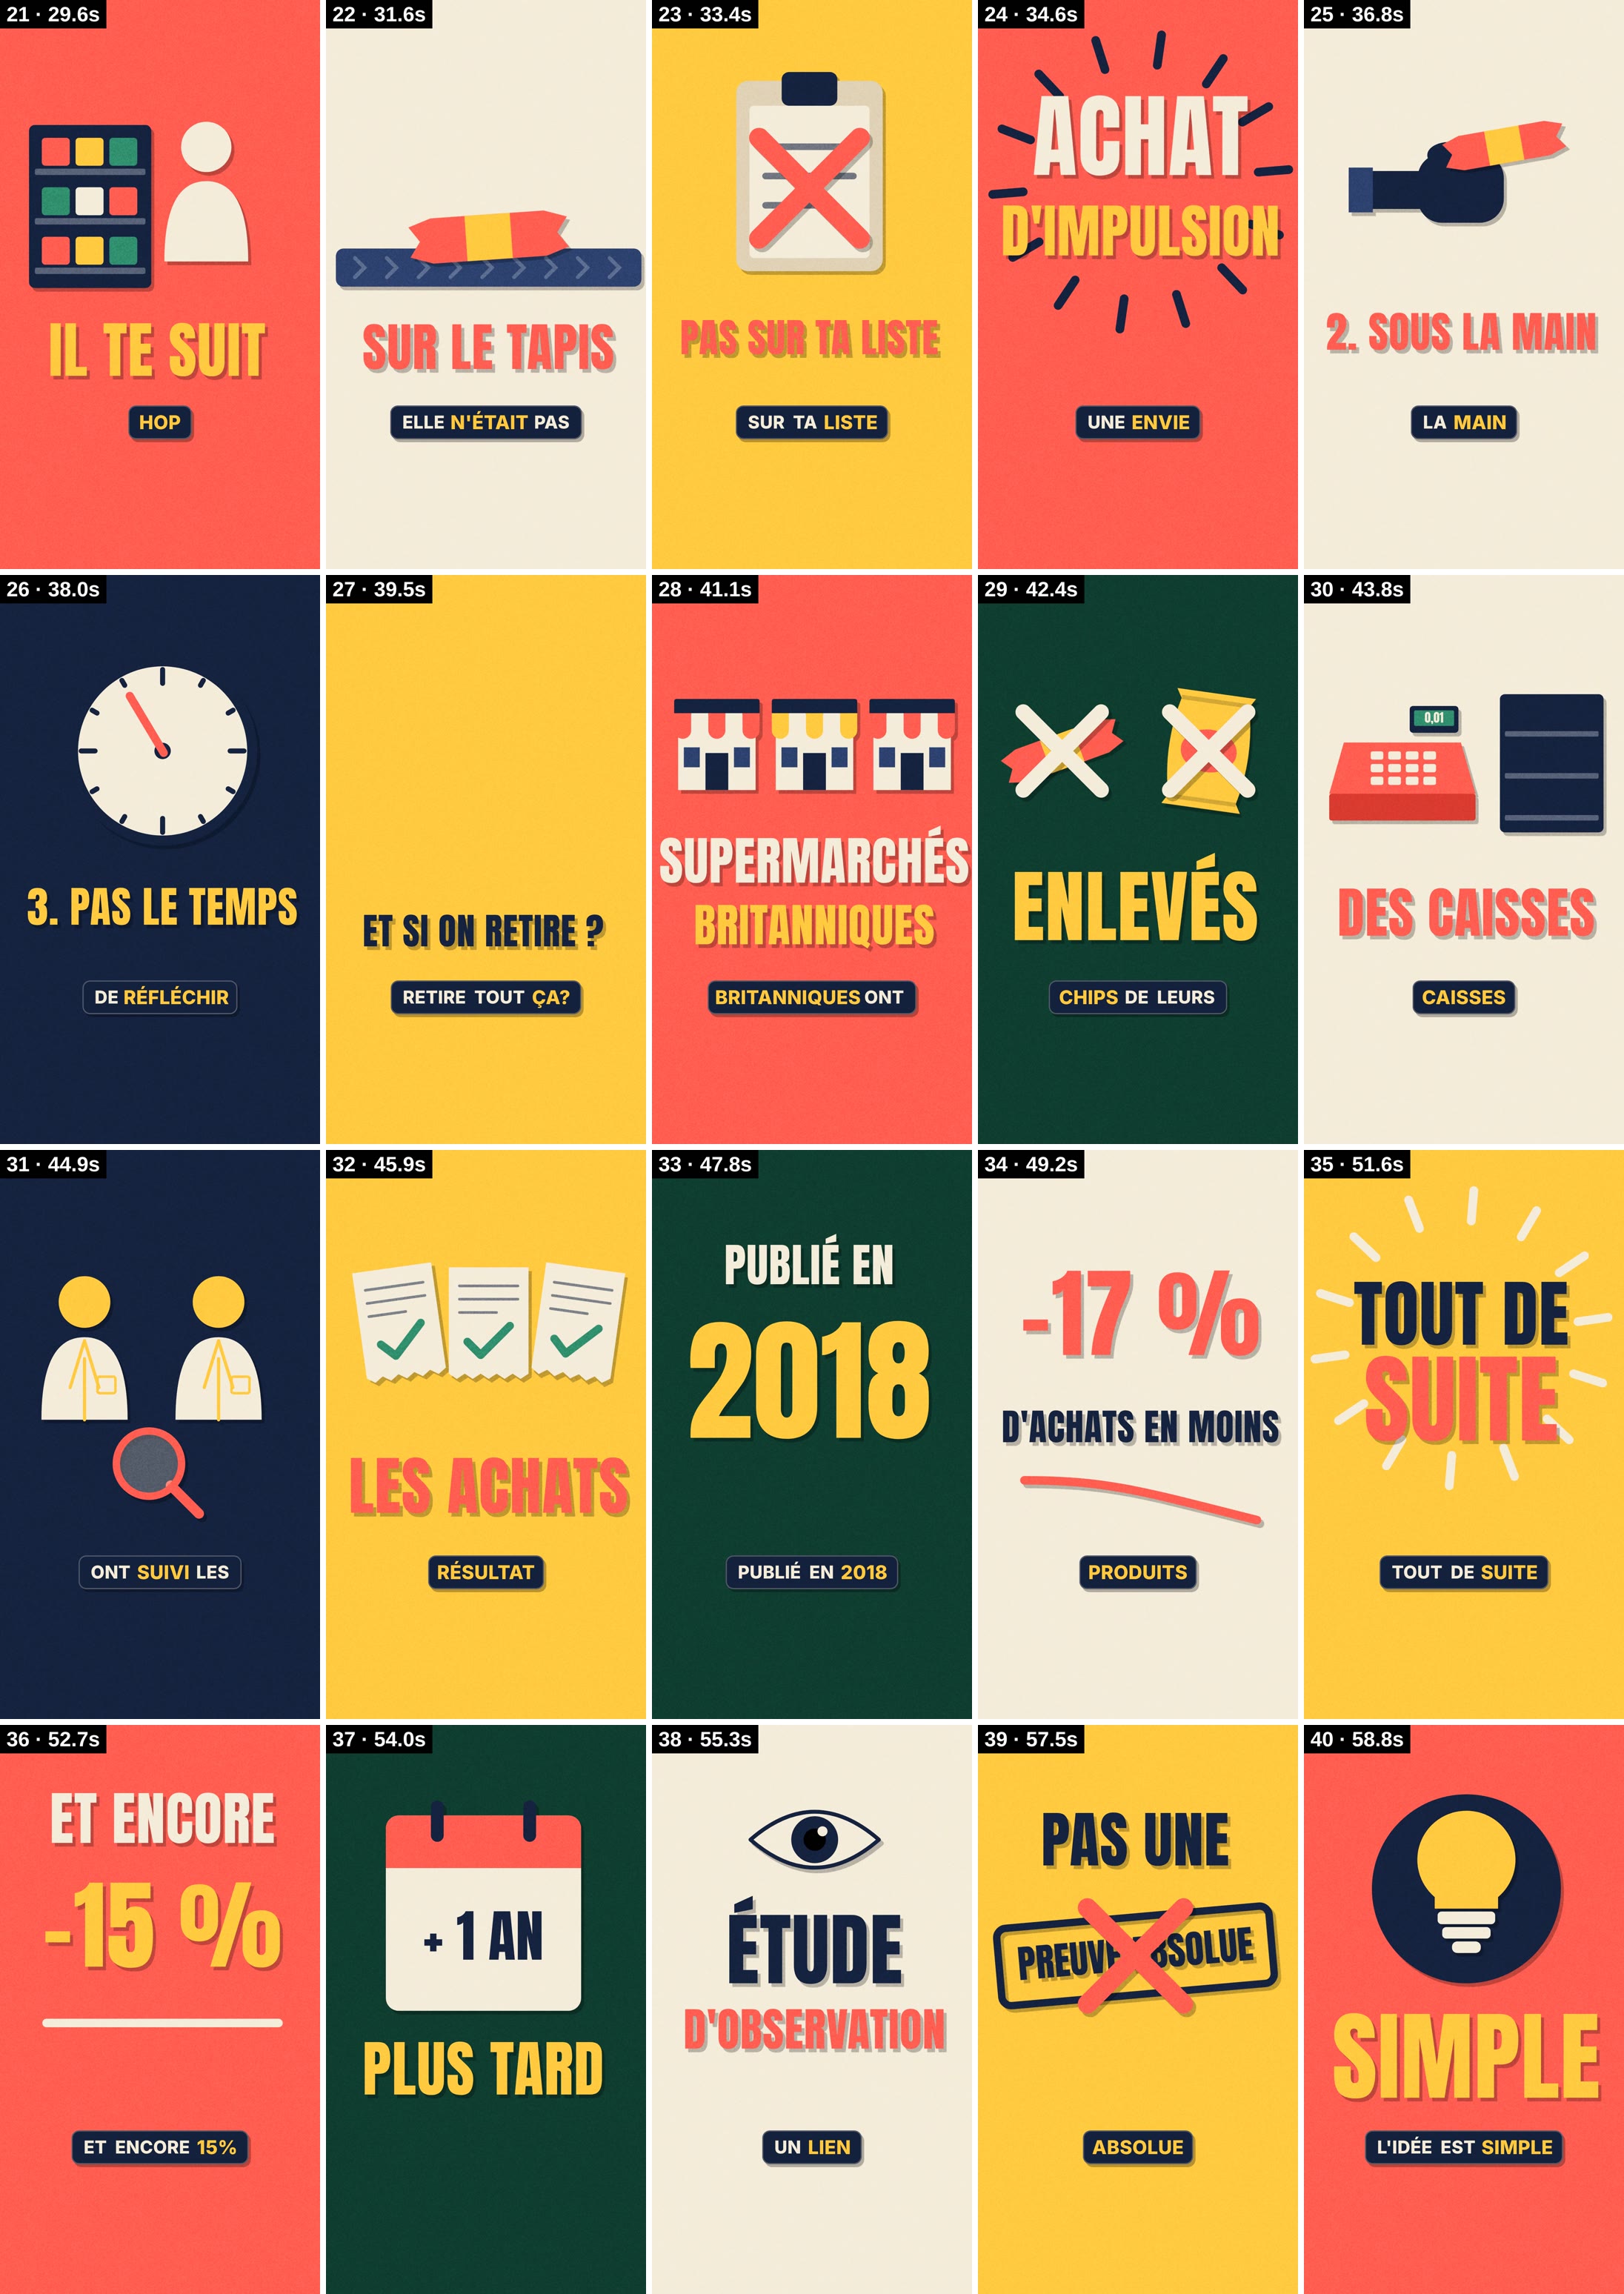 21 · 29.6s
IL TE SUIT
HOP
22 · 31.6s
SUR LE TAPIS
ELLE N'ÉTAIT PAS
23 · 33.4s
PAS SUR TA LISTE
SUR TA LISTE
24 · 34.6s
ACHAT
D'IMPULSION
UNE ENVIE
25 · 36.8s
2. SOUS LA MAIN
LA MAIN
26 · 38.0s
3. PAS LE TEMPS
DE RÉFLÉCHIR
27 · 39.5s
ET SI ON RETIRE ?
RETIRE TOUT ÇA?
28 · 41.1s
SUPERMARCHÉS
BRITANNIQUES
BRITANNIQUES ONT
29 · 42.4s
ENLEVÉS
CHIPS DE LEURS
30 · 43.8s
0,01
DES CAISSES
CAISSES
31 · 44.9s
ONT SUIVI LES
32 · 45.9s
LES ACHATS
RÉSULTAT
33 · 47.8s
PUBLIÉ EN
2018
PUBLIÉ EN 2018
34 · 49.2s
-17 %
D'ACHATS EN MOINS
PRODUITS
35 · 51.6s
TOUT DE
SUITE
TOUT DE SUITE
36 · 52.7s
ET ENCORE
-15 %
ET ENCORE 15%
37 · 54.0s
+ 1 AN
PLUS TARD
38 · 55.3s
ÉTUDE
D'OBSERVATION
UN LIEN
39 · 57.5s
PAS UNE
PREUVE ABSOLUE
ABSOLUE
40 · 58.8s
SIMPLE
L'IDÉE EST SIMPLE